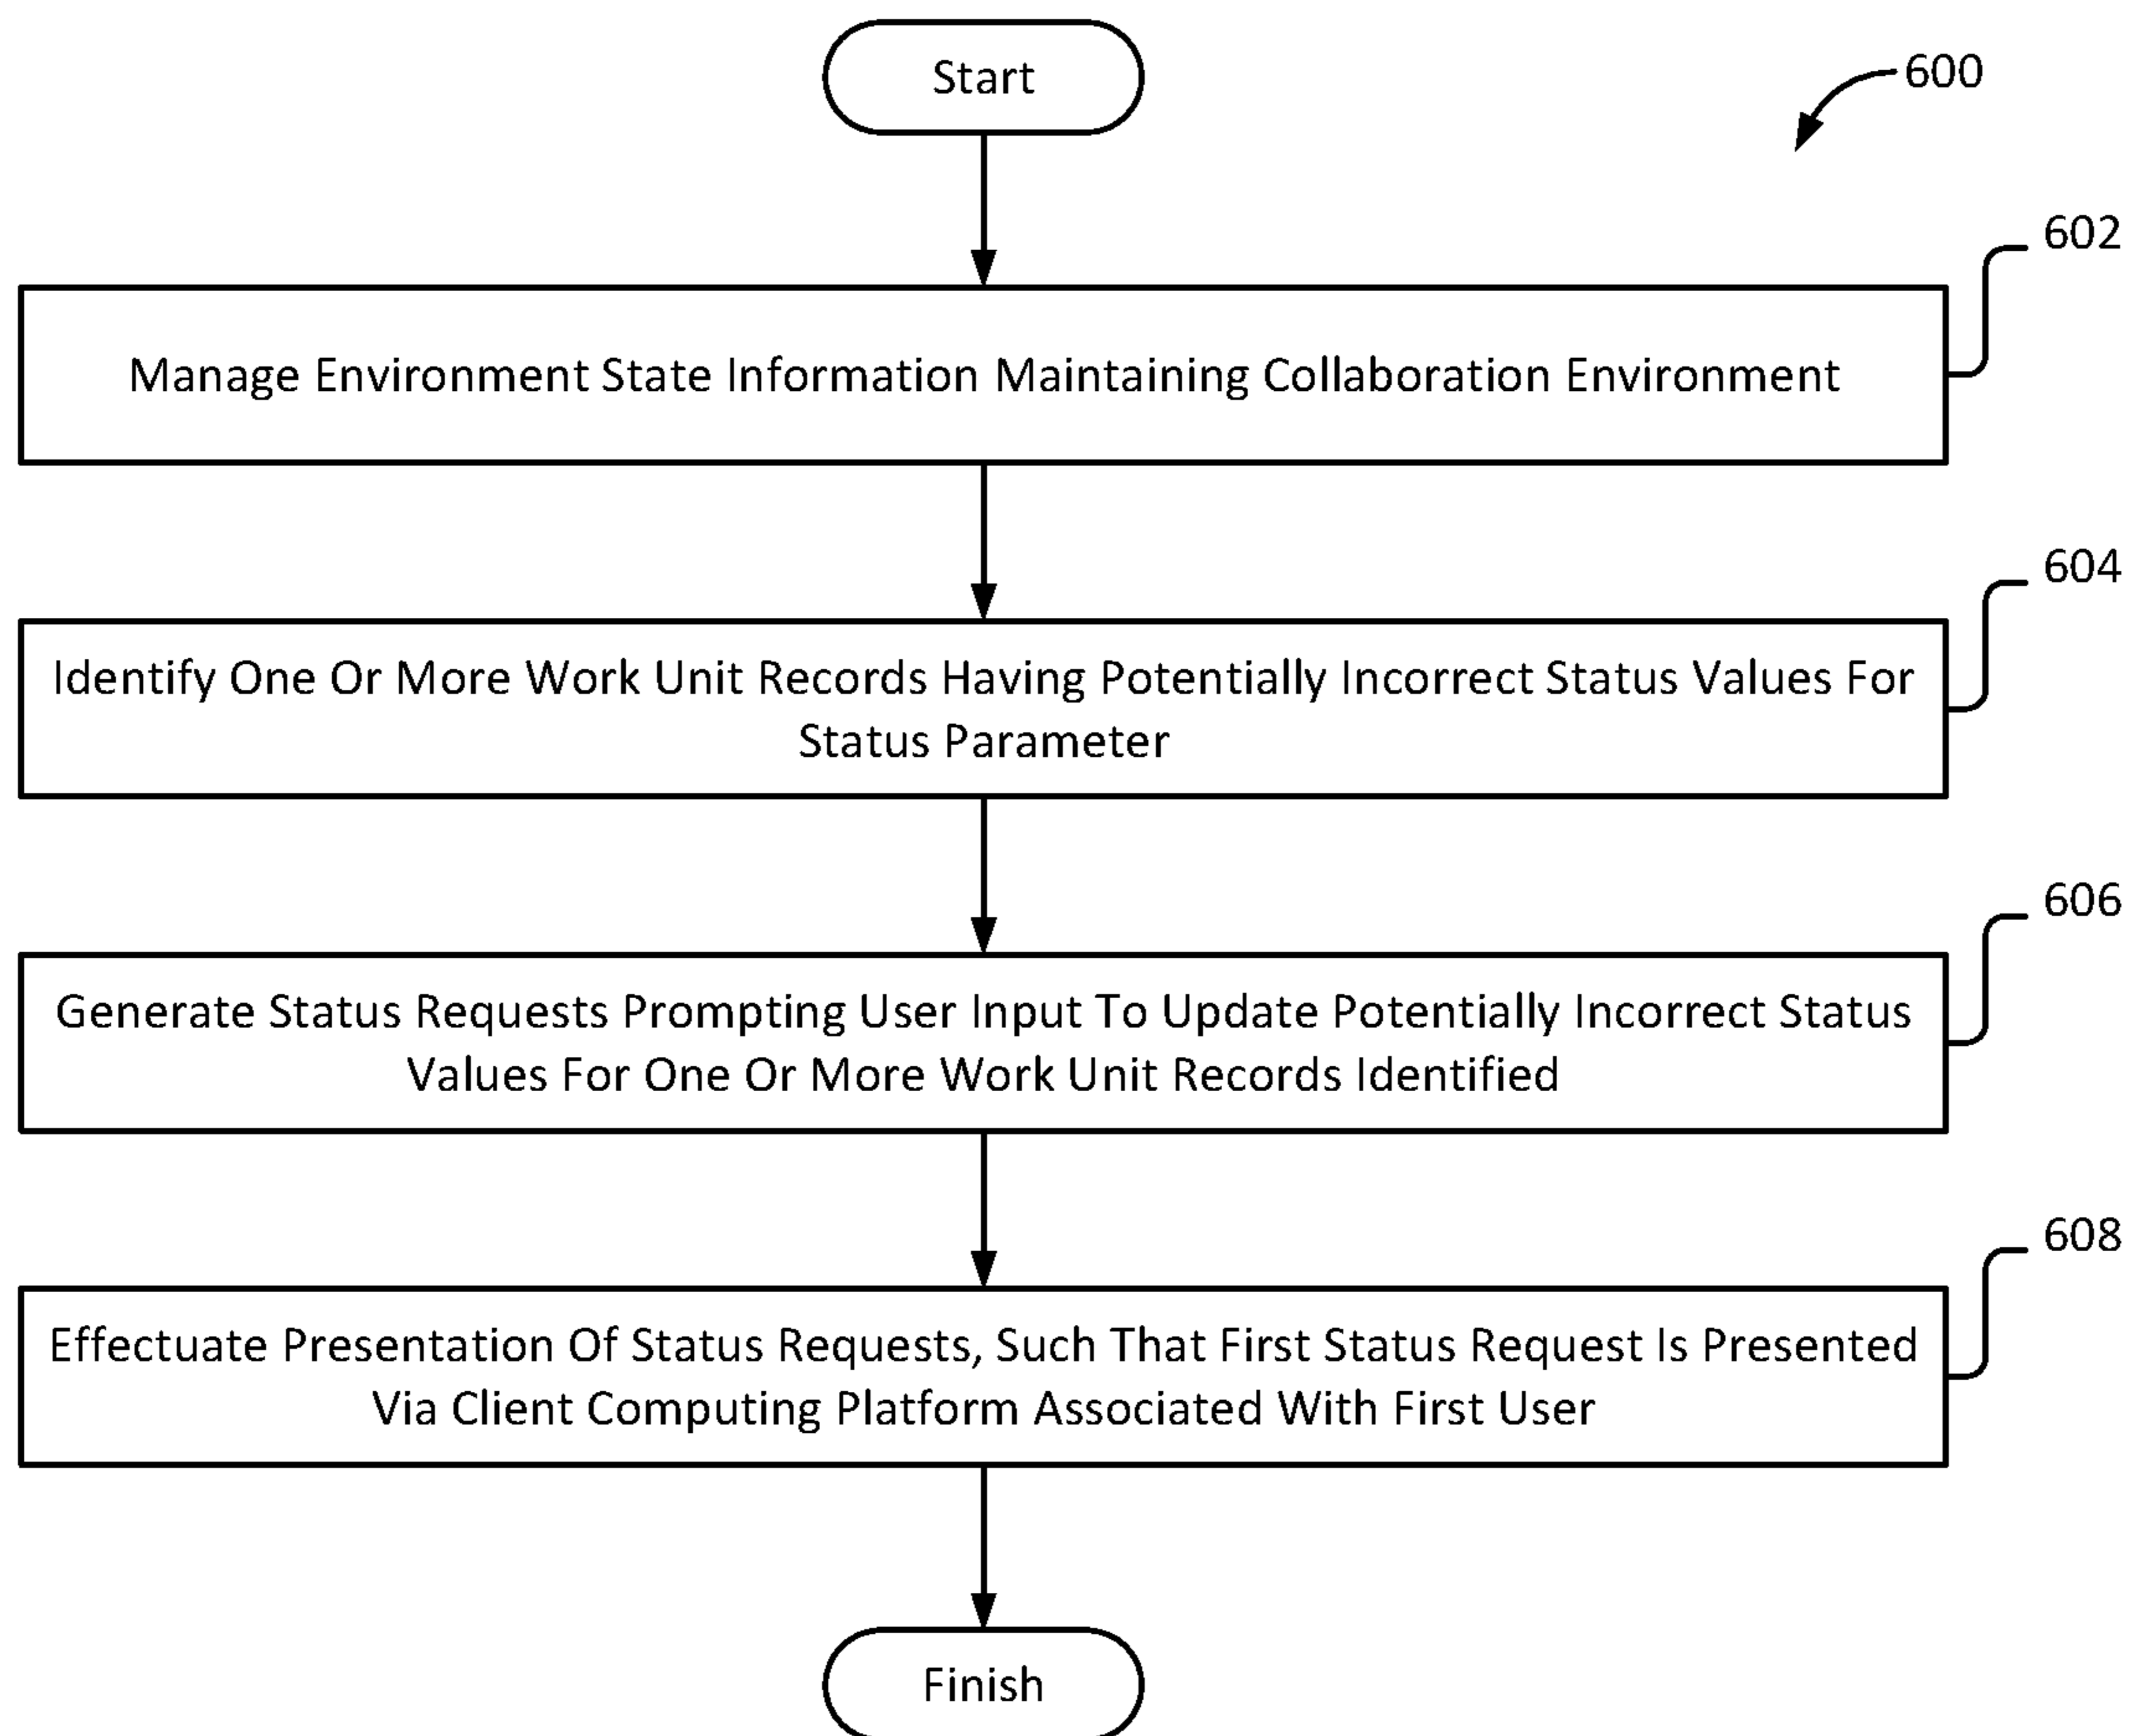 Start
600
602
Manage Environment State Information Maintaining Collaboration Environment
604
Identify One Or More Work Unit Records Having Potentially Incorrect Status Values For
Status Parameter
606
Generate Status Requests Prompting User Input To Update Potentially Incorrect Status
Values For One Or More Work Unit Records Identified
608
Effectuate Presentation Of Status Requests, Such That First Status Request Is Presented
Via Client Computing Platform Associated With First User
Finish